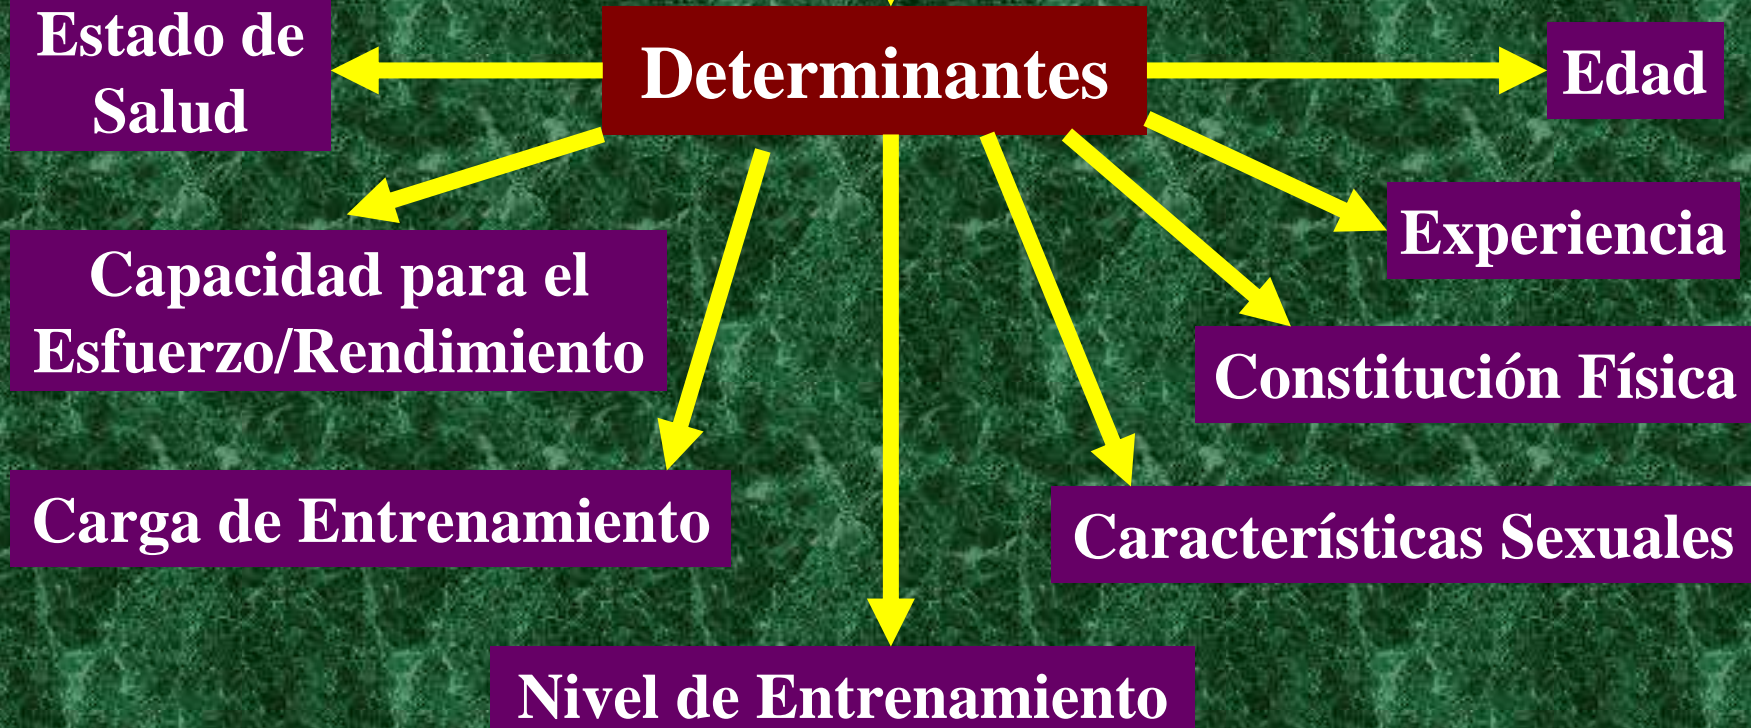 Estado de
Salud
Determinantes
Edad
Experiencia
Capacidad para el
Esfuerzo/Rendimiento
Constitución Física
Carga de Entrenamiento
Características Sexuales
Nivel de Entrenamiento